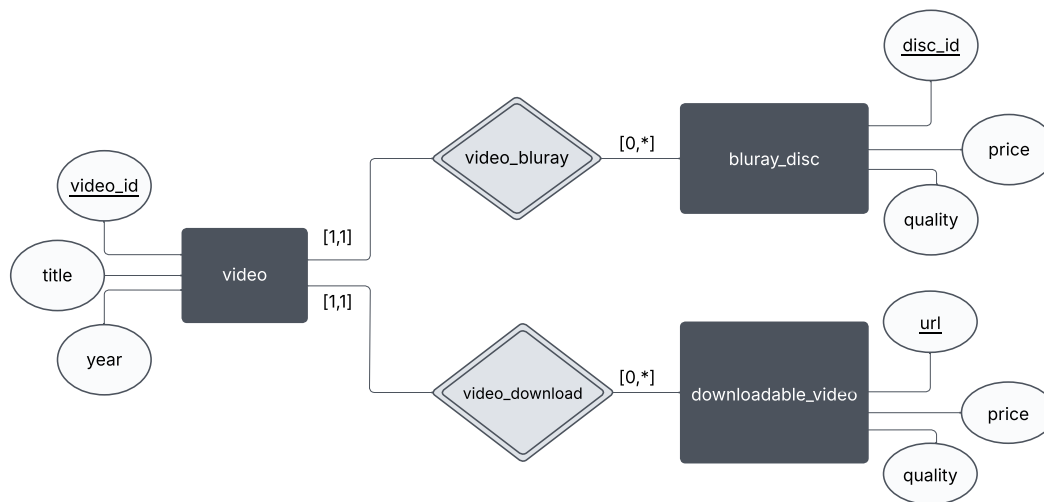 disc_id
video_bluray
[0,*]
bluray_disc
price
video_id
quality
[1,1]
title
video
[1,1]
year
url
[0,*]
video_download
downloadable_video
price
quality